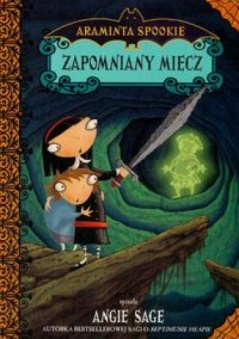 ARAMINTA SPOOKIE
ZAPOMNIANY MIECZ
opisała
ANGIE SAGE
AUTORKA BESTSELLEROWEJ SAGI O SEPTIMUSIE HEAPIE